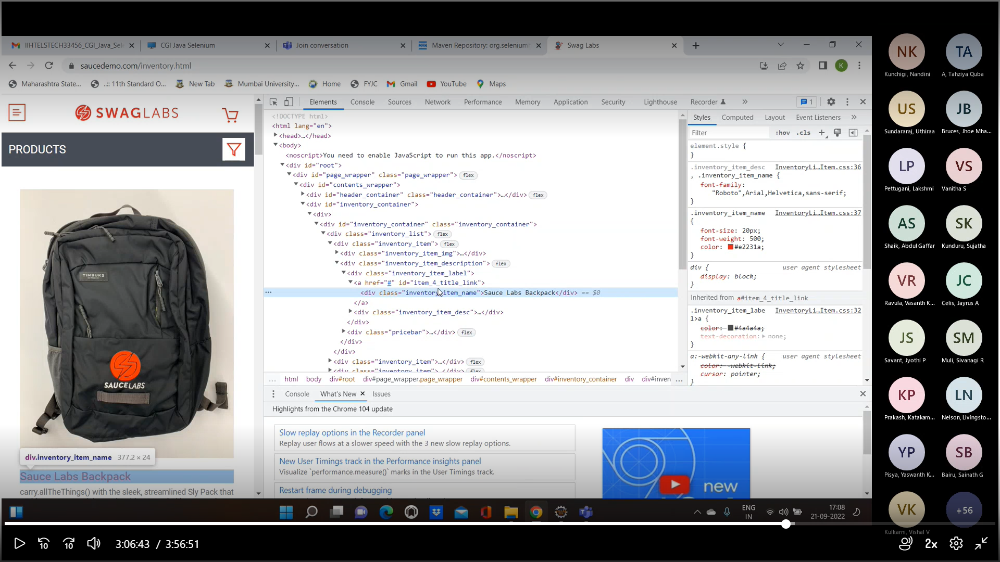 IIHTELSTECH33456_CGI_Java_Sel
CGI Java Selenium
Join conversation
Maven Repository: org.selenium
Swag Labs
saucedemo.com/inventory.html
K
Maharashtra State...
..:: 11th Standard O...
New Tab
Mumbai University...
Home
FYJC
Gmail
YouTube
Maps
SWAGLABS
PRODUCTS
TIMBUK2
SAUCELABS
div.inventory_item_name 377.2 × 24
Sauce Labs Backpack
carry.allTheThings() with the sleek, streamlined Sly Pack that
Elements Console Sources Network Performance Memory Application Security Lighthouse Recorder » 1
<!DOCTYPE html>
<html lang="en">
<head>…</head>
<body>
<noscript>You need to enable JavaScript to run this app.</noscript>
<div id="root">
<div id="page_wrapper" class="page_wrapper"> flex
<div id="contents_wrapper">
<div id="header_container" class="header_container">…</div> flex
<div id="inventory_container">
<div>
<div id="inventory_container" class="inventory_container">
<div class="inventory_list"> flex
<div class="inventory_item"> flex
<div class="inventory_item_img">…</div>
<div class="inventory_item_description"> flex
<div class="inventory_item_label">
<a href="#" id="item_4_title_link">
<div class="inventory_item_name">Sauce Labs Backpack</div> == $0
</a>
<div class="inventory_item_desc">…</div>
</div>
<div class="pricebar">…</div> flex
</div>
</div>
<div class="inventory_item">…</div> flex
<div class="inventory_item">…</div> flex
... html body div#root div#page_wrapper.page_wrapper div#contents_wrapper div#inventory_container div div#inven ...
Styles Computed Layout Event Listeners »
Filter :hov .cls
element.style {
}
.inventory_item_desc InventoryLi…Item.css:36
, .inventory_item_name {
font-family:
"Roboto",Arial,Helvetica,sans-serif;
}
.inventory_item_name InventoryLi…Item.css:37
{
font-size: 20px;
font-weight: 500;
color: #e2231a;
}
div { user agent stylesheet
display: block;
}
Inherited from a#item_4_title_link
.inventory_item_labe InventoryLi…Item.css:32
l>a {
color: #4a4a4a;
text-decoration: none;
}
a:-webkit-any-link { user agent stylesheet
color: -webkit-link;
cursor: pointer;
}
Console What's New Issues
Highlights from the Chrome 104 update
Slow replay options in the Recorder panel
Replay user flows at a slower speed with the 3 new slow replay options.
New User Timings track in the Performance insights panel
Visualize `performance.measure()` marks in the User Timings track.
Restart frame during debugging
new
ENG
IN
17:08
21-09-2022
10 10 3:06:43 / 3:56:51
2x
NK
Kunchigi, Nandini
TA
A, Tahziya Quba
US
Sundararaj, Uthiraa
JB
Bruces, Jhoe Mha...
LP
Pettugani, Lakshmi
VS
Vanitha S
AS
Shaik, Abdul Gaffar
SK
Kunduru, Sujatha
VR
Ravula, Vasanth K...
JC
Celis, Jayrus A
JS
Savant, Jyothi P
SM
Muli, Sivanagi R
KP
Prakash, Katakam...
LN
Nelson, Livingsto...
YP
Pisya, Yaswanth K...
SB
Bairu, Sainath G
VK
Kulkarni, Vishal V
+56